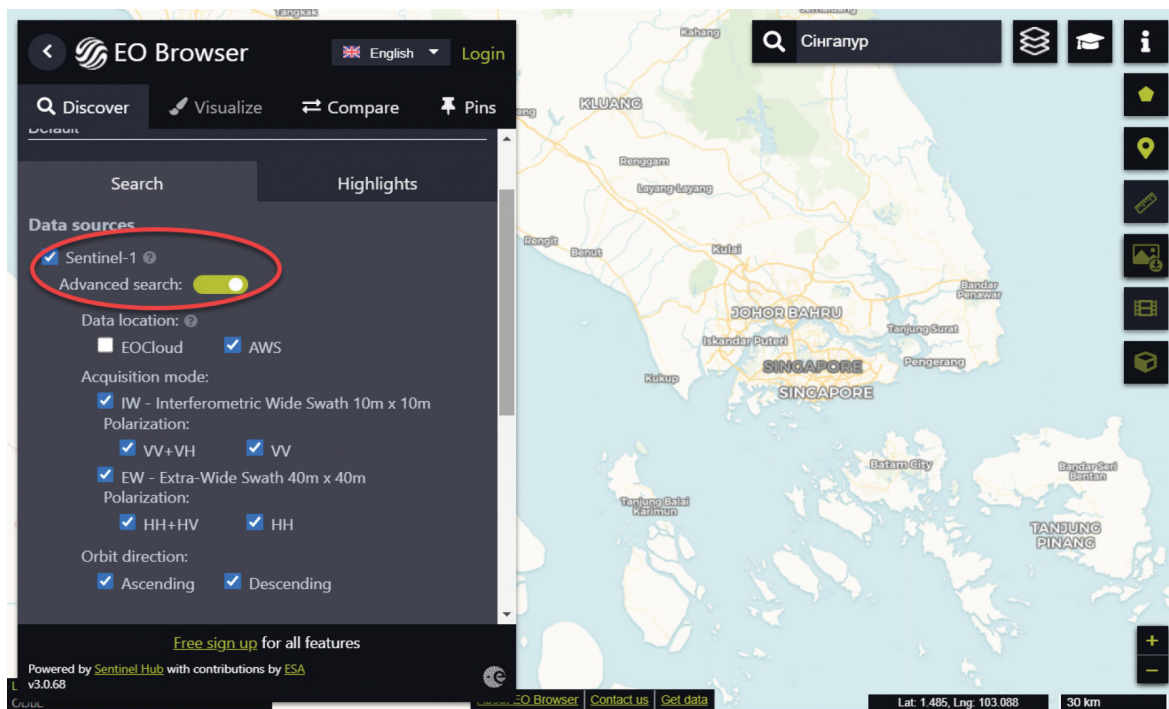 EO Browser
English
Login
Discover
Visualize
Compare
Pins
Default
Search
Highlights
Data sources
Sentinel-1
Advanced search:
Data location:
EOCloud AWS
Acquisition mode:
IW - Interferometric Wide Swath 10m x 10m
Polarization:
VV+VH VV
EW - Extra-Wide Swath 40m x 40m
Polarization:
HH+HV HH
Orbit direction:
Ascending Descending
Free sign up for all features
Powered by Sentinel Hub with contributions by ESA
v3.0.68
Сінгапур
Tangkak
Kahang
KLUANG
Renggam
Layang-Layang
Rengit
Benut
Kulai
Bandar
Penawar
JOHOR BAHRU
Tanjung Surat
Iskandar Puteri
SINGAPORE
Pengerang
Kukup
SINGAPORE
Batam City
Bandar Seri
Bentan
Tanjung Balai
Karimun
TANJUNG
PINANG
About EO Browser
Contact us
Get data
Lat: 1.485, Lng: 103.088
30 km